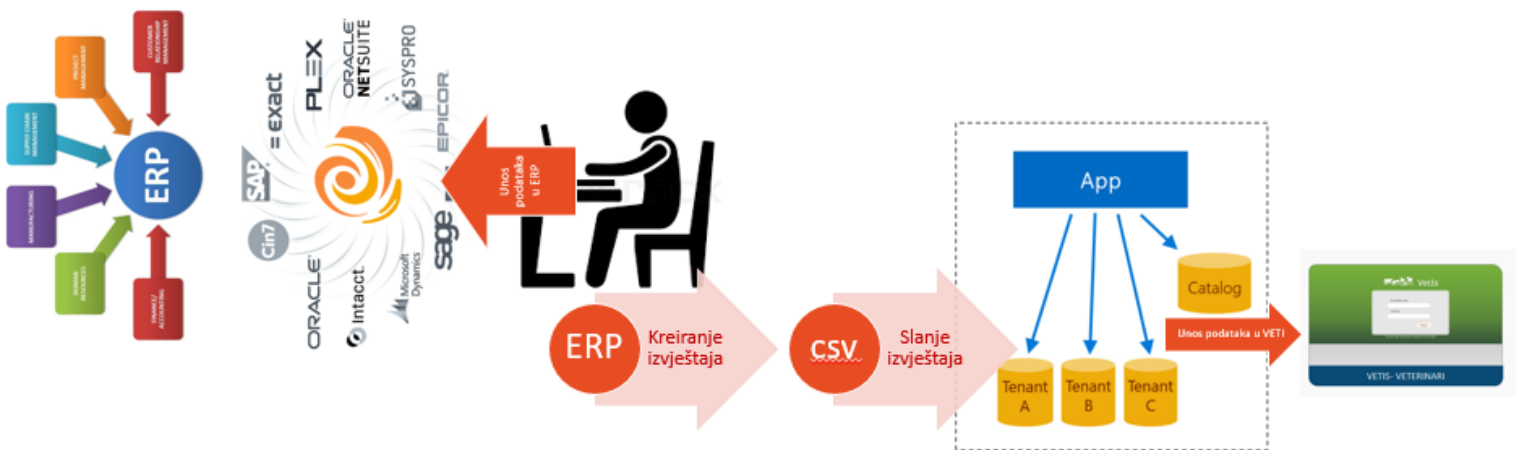 CUSTOMER
RELATIONSHIP
MANAGEMENT
PROJECT
MANAGEMENT
SUPPLY CHAIN
MANAGEMENT
MANUFACTURING
HUMAN
RESOURCES
FINANCE/
ACCOUNTING
ERP
SAP
= exact
PLEX
ORACLE
NETSUITE
SYSPRO
EPICOR
sage
Microsoft
Dynamics
Intacct.
ORACLE
Cin7
Unos
podataka
u ERP
ERP
Kreiranje
izvještaja
CSV
Slanje
izvještaja
App
Catalog
Tenant
A
Tenant
B
Tenant
C
Unos podataka u VETI
VetIs
VETIS- VETERINARI